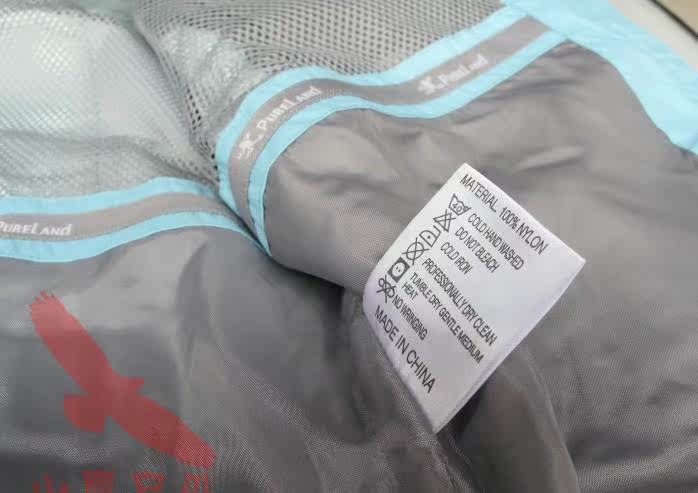 PURELAND
PURELAND
PURELAND
MATERIAL 100% NYLON
COLD HAND WASHED
DO NOT BLEACH
COLD IRON
PROFESSIONALLY DRY CLEAN
TUMBLE DRY GENTLE MEDIUM
HEAT
NO WRINGING
MADE IN CHINA